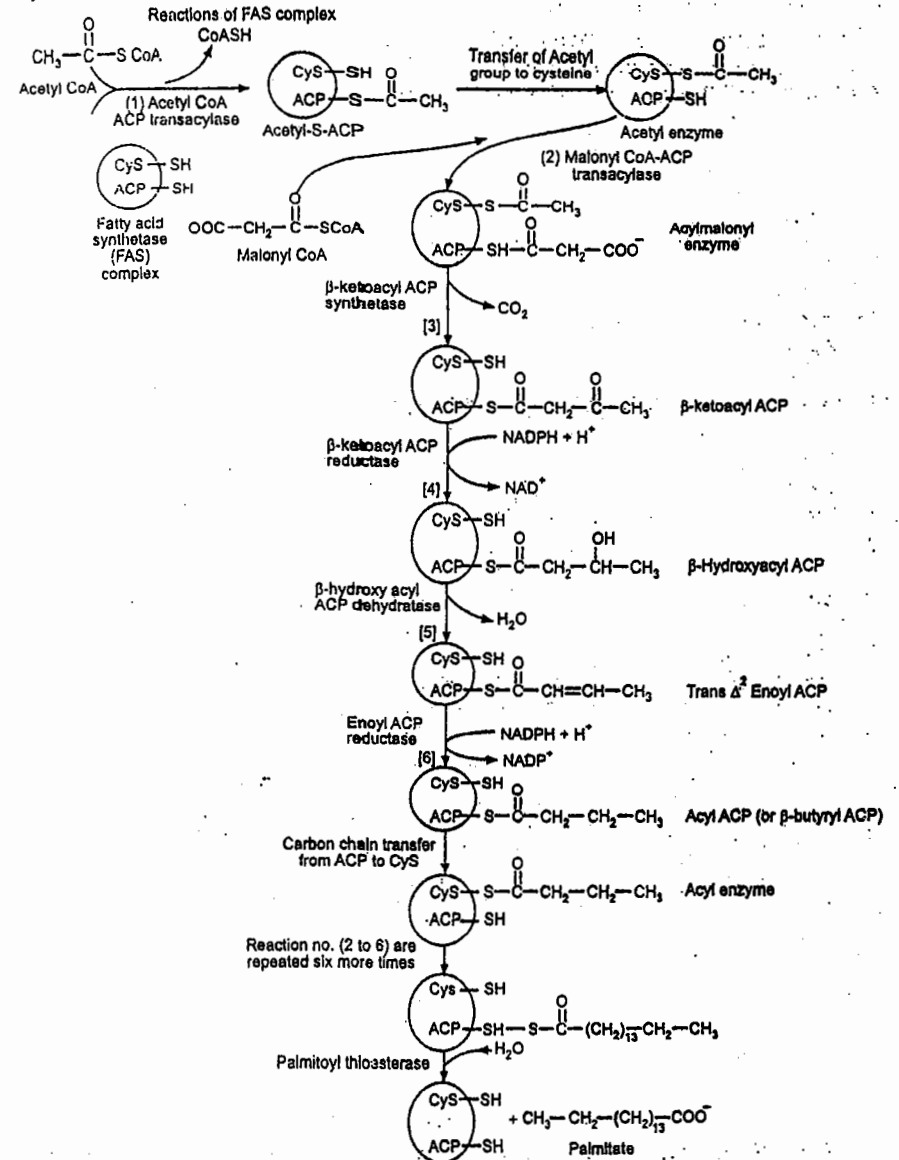 Reactions of FAS complex
CoASH
O
CH₃—C—S CoA
Acetyl CoA
(1) Acetyl CoA
ACP transacylase
CyS—SH O
ACP—S—C—CH₃
Acetyl-S-ACP
Transfer of Acetyl
group to cysteine
O
CyS—S—C—CH₃
ACP—SH
Acetyl enzyme
(2) Malonyl CoA-ACP
transacylase
CyS—SH
ACP—SH
Fatty acid
synthetase
(FAS)
complex
O
OOC—CH₂—C—SCoA
Malonyl CoA
O
CyS—S—C—CH₃
O
ACP—SH—C—CH₂—COO⁻
Acylmalonyl
enzyme
β-ketoacyl ACP
synthetase
CO₂
[3]
CyS—SH
O O
ACP—S—C—CH₂—C—CH₃
β-ketoacyl ACP
β-ketoacyl ACP
reductase
NADPH + H⁺
NAD⁺
[4]
CyS—SH
O OH
ACP—S—C—CH₂—CH—CH₃
β-Hydroxyacyl ACP
β-hydroxy acyl
ACP dehydratase
H₂O
[5]
CyS—SH
O
ACP—S—C—CH=CH—CH₃
Trans Δ² Enoyl ACP
Enoyl ACP
reductase
NADPH + H⁺
NADP⁺
[6]
CyS—SH
O
ACP—S—C—CH₂—CH₂—CH₃
Acyl ACP (or β-butyryl ACP)
Carbon chain transfer
from ACP to CyS
O
CyS—S—C—CH₂—CH₂—CH₃
Acyl enzyme
ACP—SH
Reaction no. (2 to 6) are
repeated six more times
Cys—SH
O
ACP—SH—S—C—(CH₂)₁₃—CH₂—CH₃
Palmitoyl thioesterase
H₂O
CyS—SH
+ CH₃—CH₂—(CH₂)₁₃—COO⁻
ACP—SH
Palmitate